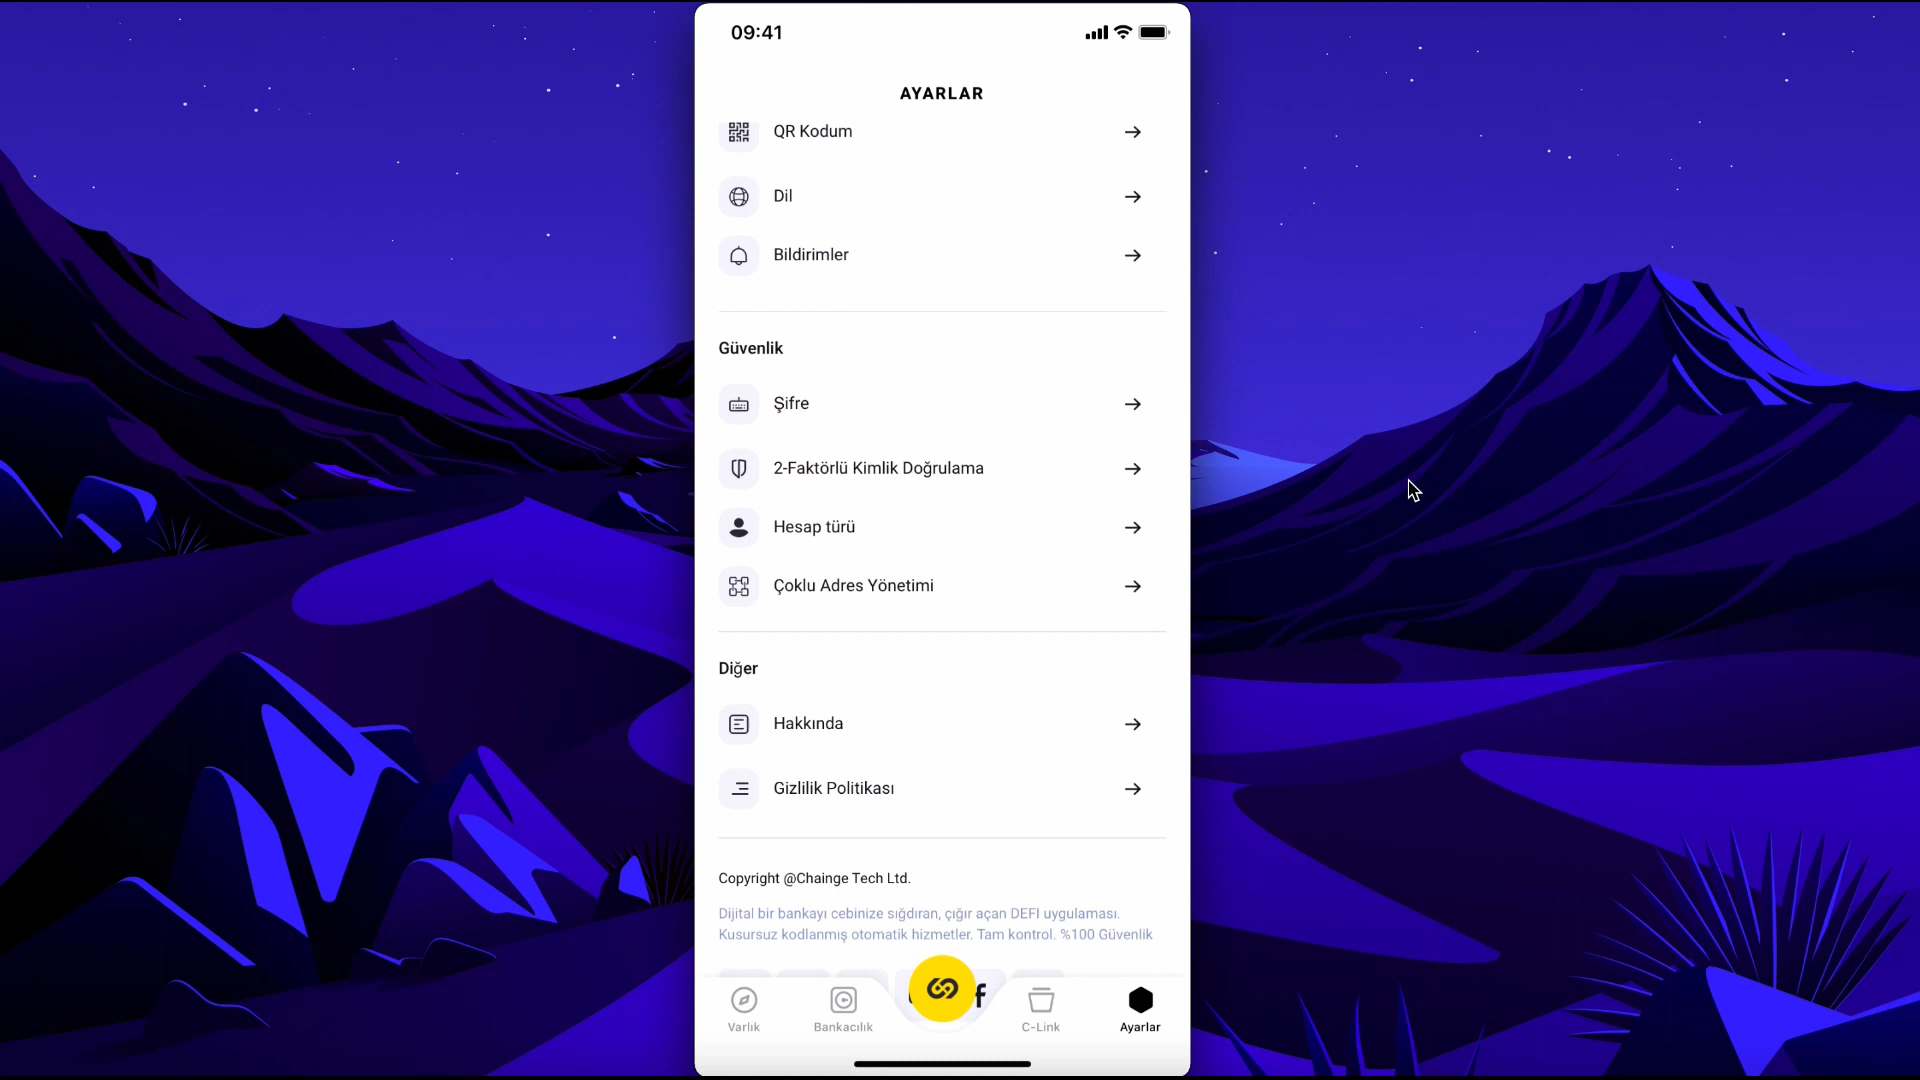 09:41
AYARLAR
QR Kodum
Dil
Bildirimler
Güvenlik
Şifre
2-Faktörlü Kimlik Doğrulama
Hesap türü
Çoklu Adres Yönetimi
Diğer
Hakkında
Gizlilik Politikası
Copyright @Chainge Tech Ltd.
Dijital bir bankayı cebinize sığdıran, çığır açan DEFI uygulaması.
Kusursuz kodlanmış otomatik hizmetler. Tam kontrol. %100 Güvenlik
Varlık
Bankacılık
C-Link
Ayarlar